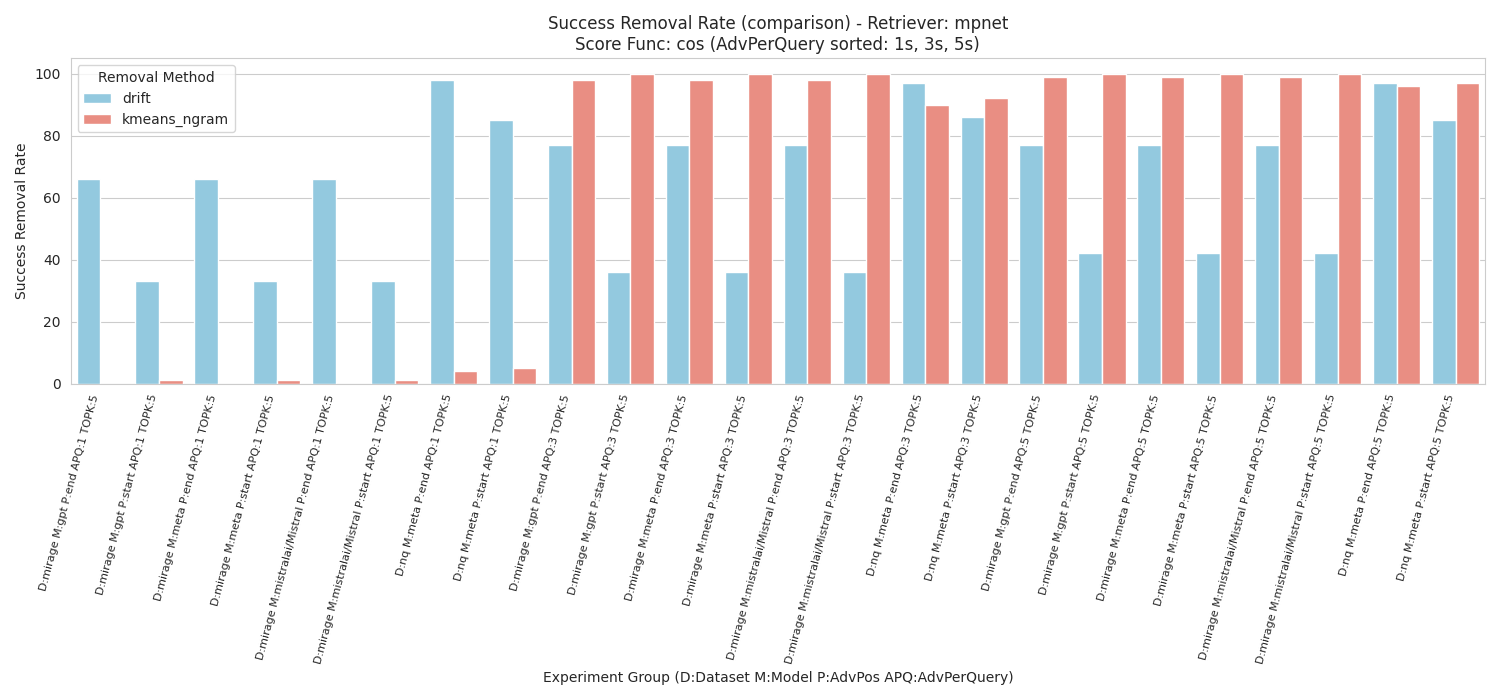 Success Removal Rate (comparison) - Retriever: mpnet
Score Func: cos (AdvPerQuery sorted: 1s, 3s, 5s)
Removal Method
drift
kmeans_ngram
Success Removal Rate
100
80
60
40
20
0
D:mirage M:gpt P:end APQ:1 TOPK:5
D:mirage M:gpt P:start APQ:1 TOPK:5
D:mirage M:meta P:end APQ:1 TOPK:5
D:mirage M:meta P:start APQ:1 TOPK:5
D:mirage M:mistralai/Mistral P:end APQ:1 TOPK:5
D:mirage M:mistralai/Mistral P:start APQ:1 TOPK:5
D:nq M:meta P:end APQ:1 TOPK:5
D:nq M:meta P:start APQ:1 TOPK:5
D:mirage M:gpt P:end APQ:3 TOPK:5
D:mirage M:gpt P:start APQ:3 TOPK:5
D:mirage M:meta P:end APQ:3 TOPK:5
D:mirage M:meta P:start APQ:3 TOPK:5
D:mirage M:mistralai/Mistral P:end APQ:3 TOPK:5
D:mirage M:mistralai/Mistral P:start APQ:3 TOPK:5
D:nq M:meta P:end APQ:3 TOPK:5
D:nq M:meta P:start APQ:3 TOPK:5
D:mirage M:gpt P:end APQ:5 TOPK:5
D:mirage M:gpt P:start APQ:5 TOPK:5
D:mirage M:meta P:end APQ:5 TOPK:5
D:mirage M:meta P:start APQ:5 TOPK:5
D:mirage M:mistralai/Mistral P:end APQ:5 TOPK:5
D:mirage M:mistralai/Mistral P:start APQ:5 TOPK:5
D:nq M:meta P:end APQ:5 TOPK:5
D:nq M:meta P:start APQ:5 TOPK:5
Experiment Group (D:Dataset M:Model P:AdvPos APQ:AdvPerQuery)